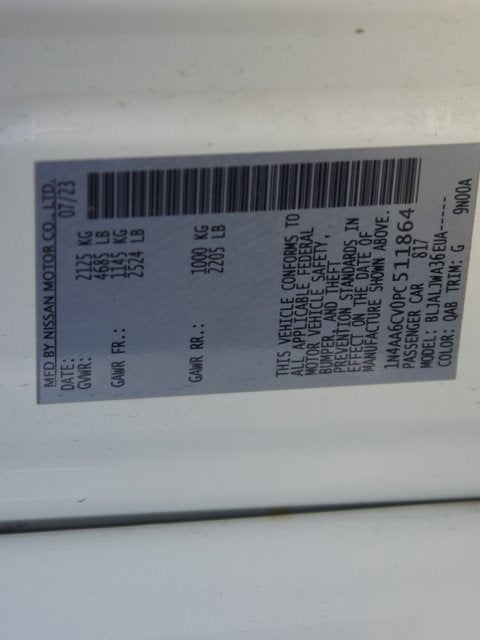 MFD BY NISSAN MOTOR CO., LTD.
DATE: 07/23
GVWR: 2125 KG
4685 LB
GAWR FR.: 1145 KG
2524 LB
GAWR RR.: 1000 KG
2205 LB
THIS VEHICLE CONFORMS TO
ALL APPLICABLE FEDERAL
MOTOR VEHICLE SAFETY,
BUMPER, AND THEFT
PREVENTION STANDARDS IN
EFFECT ON THE DATE OF
MANUFACTURE SHOWN ABOVE.
1N4AA6CV0PC511864
PASSENGER CAR 817
MODEL: BLJALJWA36EUA-----
COLOR: QAB TRIM: G 9N00A